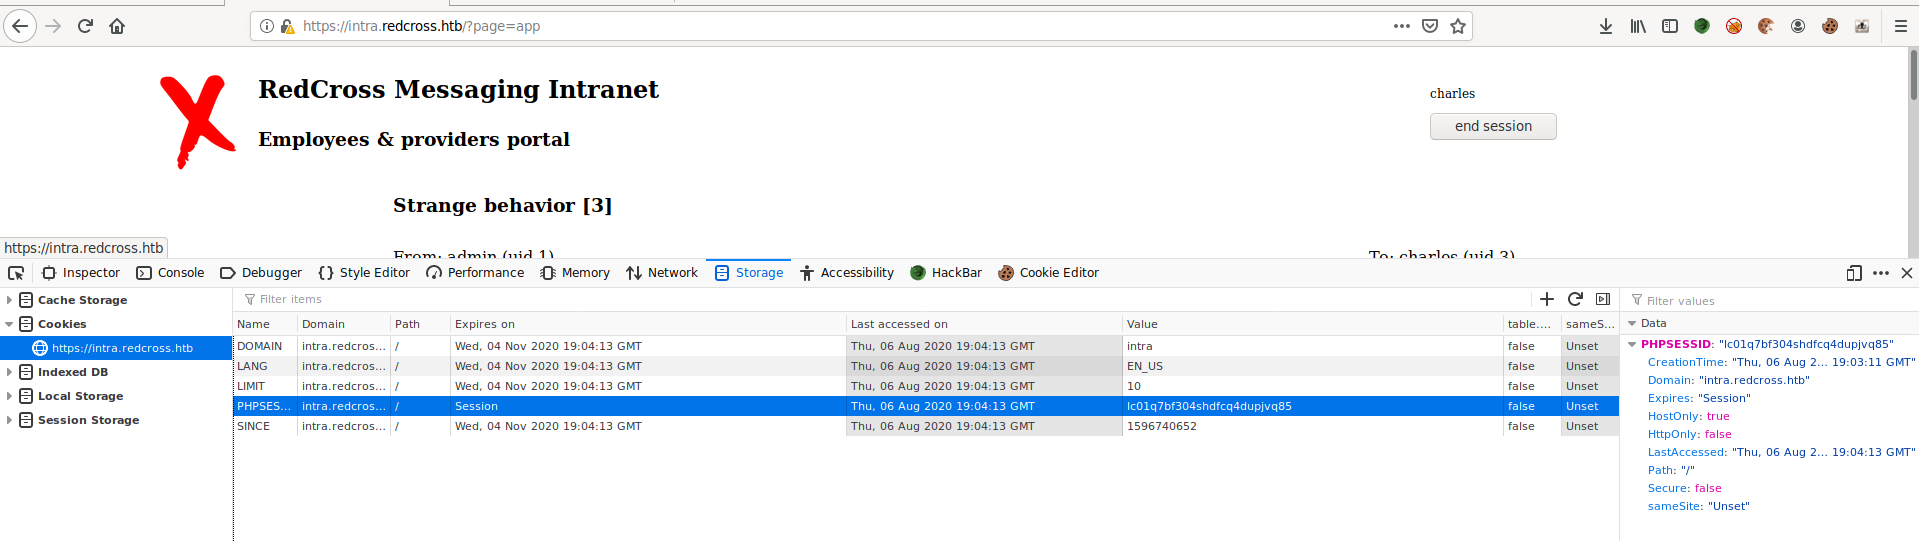 https://intra.redcross.htb/?page=app
RedCross Messaging Intranet
charles
end session
Employees & providers portal
Strange behavior [3]
https://intra.redcross.htb
From: admin (uid 1) To: charles (uid 3)
Inspector Console Debugger Style Editor Performance Memory Network Storage Accessibility HackBar Cookie Editor
Cache Storage
Cookies
https://intra.redcross.htb
Indexed DB
Local Storage
Session Storage
Filter items
Name Domain Path Expires on Last accessed on Value table.... sameS...
DOMAIN intra.redcros... / Wed, 04 Nov 2020 19:04:13 GMT Thu, 06 Aug 2020 19:04:13 GMT intra false Unset
LANG intra.redcros... / Wed, 04 Nov 2020 19:04:13 GMT Thu, 06 Aug 2020 19:04:13 GMT EN_US false Unset
LIMIT intra.redcros... / Wed, 04 Nov 2020 19:04:13 GMT Thu, 06 Aug 2020 19:04:13 GMT 10 false Unset
PHPSES... intra.redcros... / Session Thu, 06 Aug 2020 19:04:13 GMT lc01q7bf304shdfcq4dupjvq85 false Unset
SINCE intra.redcros... / Wed, 04 Nov 2020 19:04:13 GMT Thu, 06 Aug 2020 19:04:13 GMT 1596740652 false Unset
Filter values
Data
PHPSESSID: "lc01q7bf304shdfcq4dupjvq85"
CreationTime: "Thu, 06 Aug 2... 19:03:11 GMT"
Domain: "intra.redcross.htb"
Expires: "Session"
HostOnly: true
HttpOnly: false
LastAccessed: "Thu, 06 Aug 2... 19:04:13 GMT"
Path: "/"
Secure: false
sameSite: "Unset"